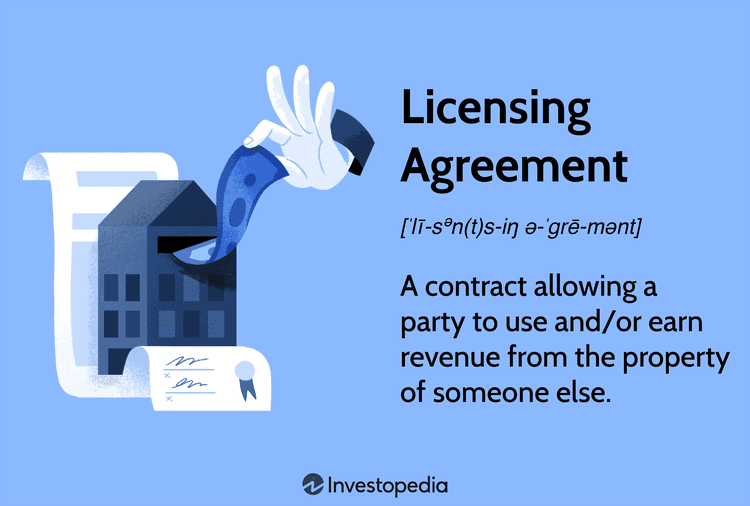 Licensing
Agreement
[ˈlī-sᵊn(t)s-iŋ ə-ˈgrē-mənt]
A contract allowing a
party to use and/or earn
revenue from the property
of someone else.
x
x
Investopedia